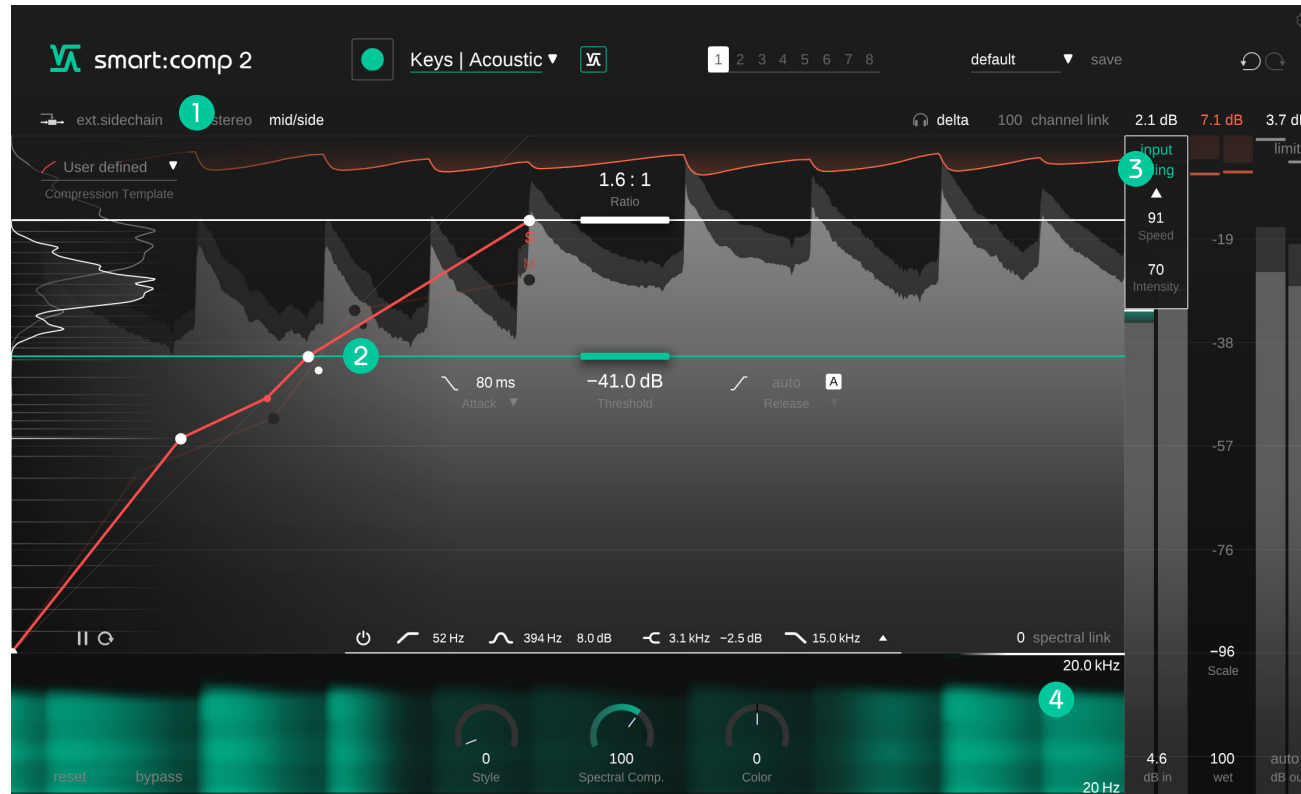 smart:comp 2
Keys | Acoustic
1 2 3 4 5 6 7 8
default
save
ext.sidechain
1
stereo
mid/side
delta
100 channel link
2.1 dB
7.1 dB
User defined
Compression Template
1.6 : 1
Ratio
S
M
input
3
91
Speed
70
Intensity
-19
-38
-57
-76
−96
Scale
2
80 ms
Attack
−41.0 dB
Threshold
auto
A
Release
52 Hz
394 Hz 8.0 dB
3.1 kHz −2.5 dB
15.0 kHz
0 spectral link
20.0 kHz
4
0
Style
100
Spectral Comp.
0
Color
reset
bypass
20 Hz
4.6
dB in
100
wet
auto
3.7